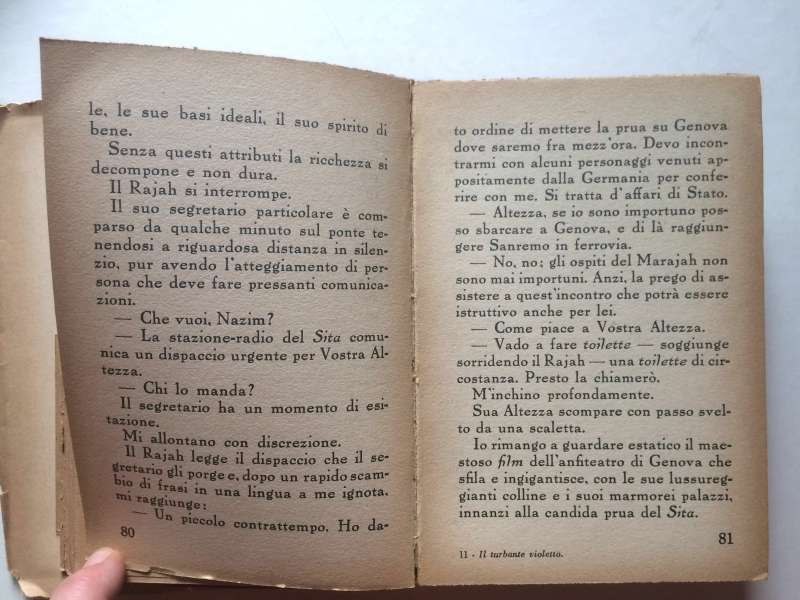 le, le sue basi ideali, il suo spirito di
bene.
Senza questi attributi la ricchezza si
decompone e non dura.
Il Rajah si interrompe.
Il suo segretario particolare è com-
parso da qualche minuto sul ponte te-
nendosi a riguardosa distanza in silen-
zio, pur avendo l'atteggiamento di per-
sona che deve fare pressanti comunica-
zioni.
— Che vuoi, Nazim?
— La stazione-radio del Sita comu-
nica un dispaccio urgente per Vostra Al-
tezza.
— Chi lo manda?
Il segretario ha un momento di esi-
tazione.
Mi allontano con discrezione.
Il Rajah legge il dispaccio che il se-
gretario gli porge e, dopo un rapido scam-
bio di frasi in una lingua a me ignota,
mi raggiunge:
— Un piccolo contrattempo. Ho da-
80
to ordine di mettere la prua su Genova
dove saremo fra mezz'ora. Devo incon-
trarmi con alcuni personaggi venuti ap-
positamente dalla Germania per confe-
rire con me. Si tratta d'affari di Stato.
— Altezza, se io sono importuno pos-
so sbarcare a Genova, e di là raggiun-
gere Sanremo in ferrovia.
— No, no; gli ospiti del Marajah non
sono mai importuni. Anzi, la prego di as-
sistere a quest'incontro che potrà essere
istruttivo anche per lei.
— Come piace a Vostra Altezza.
— Vado a fare toilette — soggiunge
sorridendo il Rajah — una toilette di cir-
costanza. Presto la chiamerò.
M'inchino profondamente.
Sua Altezza scompare con passo svel-
to da una scaletta.
Io rimango a guardare estatico il mae-
stoso film dell'anfiteatro di Genova che
sfila e ingigantisce, con le sue lussureg-
gianti colline e i suoi marmorei palazzi,
innanzi alla candida prua del Sita.
81
11 - Il turbante violetto.